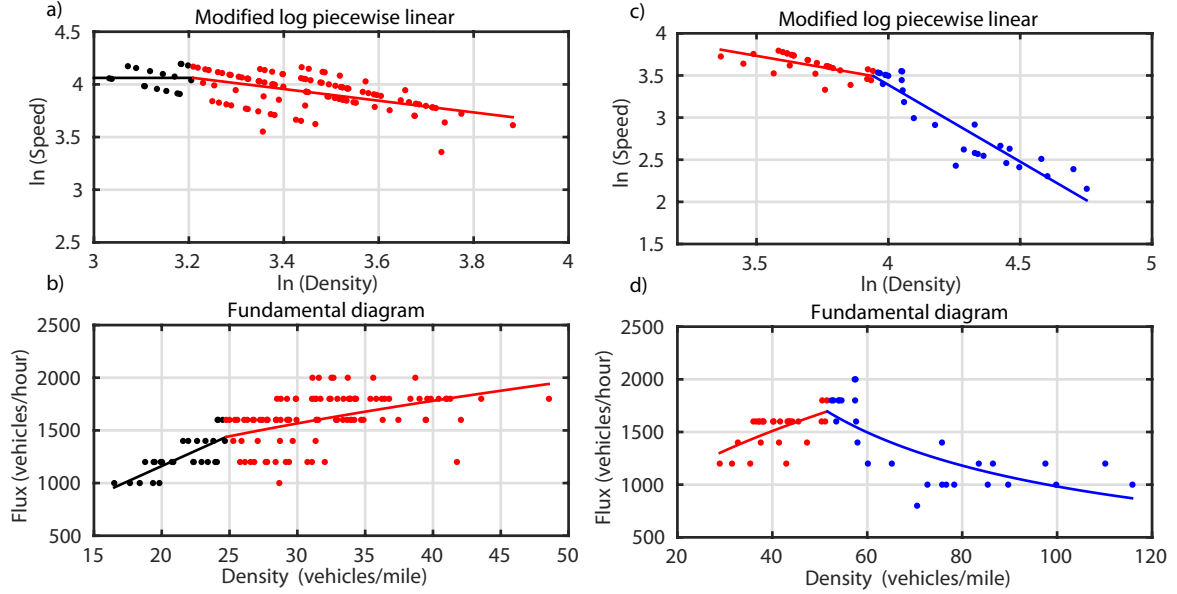 a)
Modified log piecewise linear
4.5
4
3.5
3
2.5
ln (Speed)
3
3.2
3.4
3.6
3.8
4
ln (Density)
c)
Modified log piecewise linear
4
3.5
3
2.5
2
1.5
ln (Speed)
3.5
4
4.5
5
ln (Density)
b)
Fundamental diagram
2500
2000
1500
1000
500
Flux (vehicles/hour)
15
20
25
30
35
40
45
50
Density (vehicles/mile)
d)
Fundamental diagram
2500
2000
1500
1000
500
Flux (vehicles/hour)
20
40
60
80
100
120
Density (vehicles/mile)